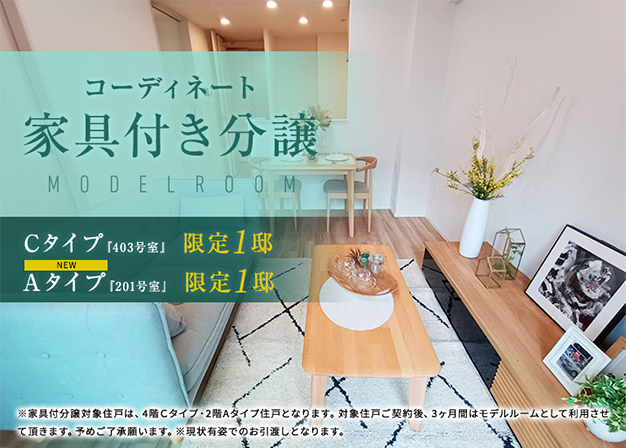 コーディネート
家具付き分譲
MODELROOM
Cタイプ『403号室』 限定1邸
NEW
Aタイプ『201号室』 限定1邸
※家具付分譲対象住戸は、4階Cタイプ・2階Aタイプ住戸となります。対象住戸ご契約後、3ヶ月間はモデルルームとして利用させ
て頂きます。予めご了承願います。※現状有姿でのお引渡しとなります。